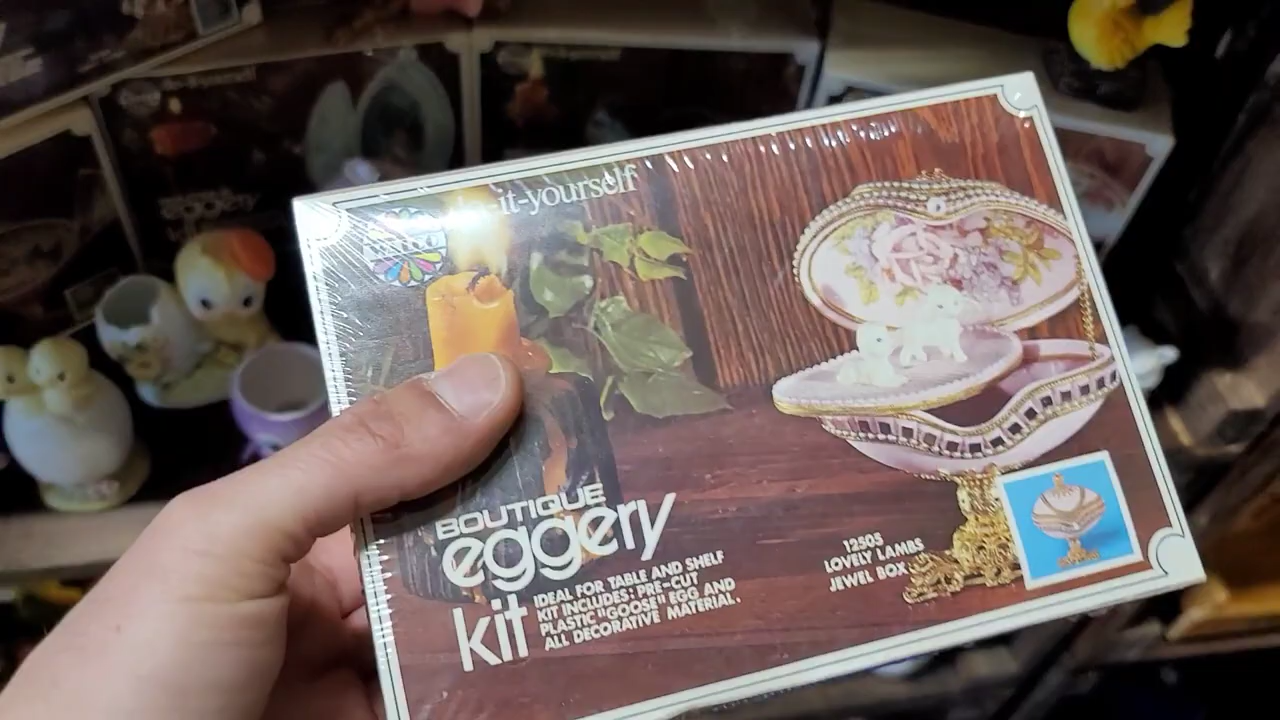 -it-yourself
BOUTIQUE
eggery
kit
IDEAL FOR TABLE AND SHELF
KIT INCLUDES: PRE-CUT
PLASTIC "GOOSE" EGG AND
ALL DECORATIVE MATERIAL.
12505
LOVELY LAMBS
JEWEL BOX
eggery